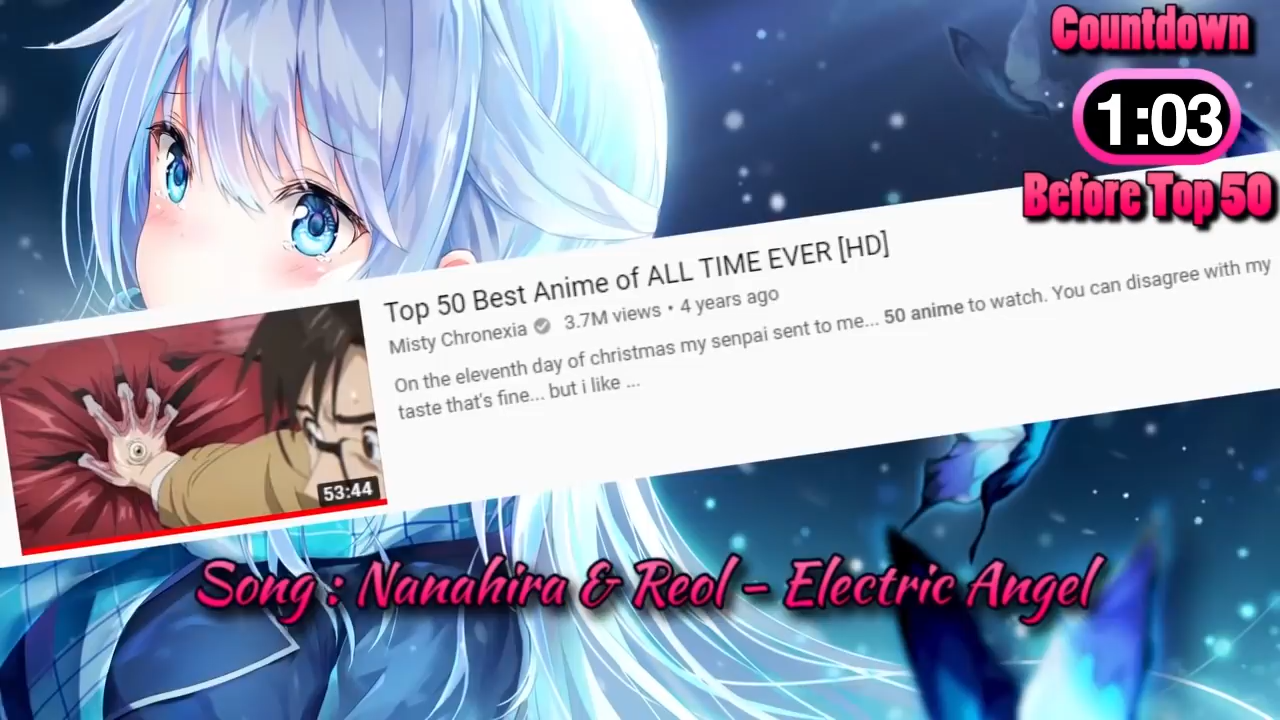 Countdown
1:03
Before Top 50
Top 50 Best Anime of ALL TIME EVER [HD]
Misty Chronexia 3.7M views • 4 years ago
On the eleventh day of christmas my senpai sent to me... 50 anime to watch. You can disagree with my
taste that's fine... but i like ...
53:44
Song : Nanahira & Reol - Electric Angel